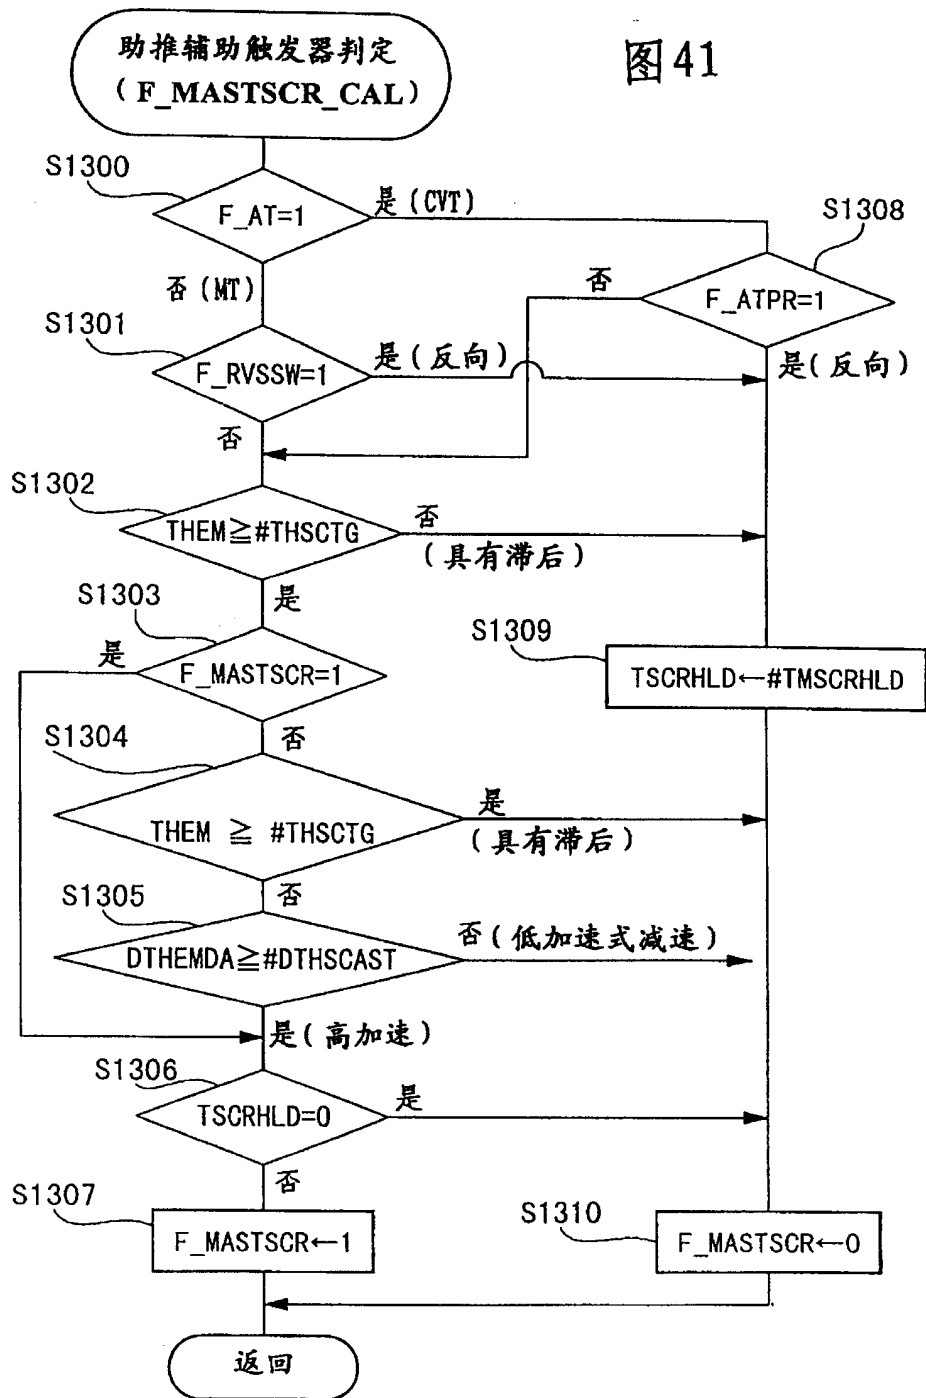 图41
助推辅助触发器判定
(F_MASTSCR_CAL)
S1300
F_AT=1
是(CVT)
S1308
F_ATPR=1
否
是(反向)
否(MT)
S1301
F_RVSSW=1
是(反向)
否
S1302
THEM≧#THSCTG
否
(具有滞后)
是
S1303
F_MASTSCR=1
是
否
S1309
TSCRHLD←#TMSCRHLD
S1304
THEM ≧ #THSCTG
是
(具有滞后)
否
S1305
DTHEMDA≧#DTHSCAST
否(低加速式减速)
是(高加速)
S1306
TSCRHLD=0
是
否
S1307
F_MASTSCR←1
S1310
F_MASTSCR←0
返回